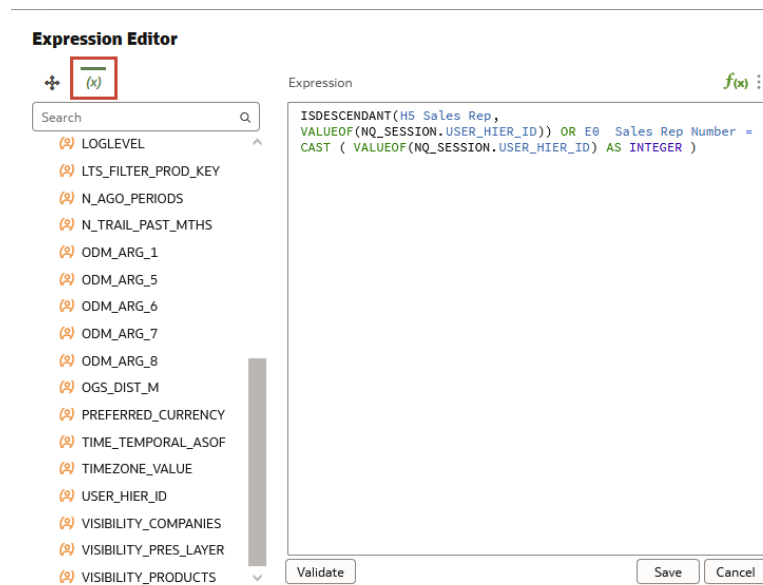 Expression Editor
(x)
Expression
f(x)
Search
LOGLEVEL
LTS_FILTER_PROD_KEY
N_AGO_PERIODS
N_TRAIL_PAST_MTHS
ODM_ARG_1
ODM_ARG_5
ODM_ARG_6
ODM_ARG_7
ODM_ARG_8
OGS_DIST_M
PREFERRED_CURRENCY
TIME_TEMPORAL_ASOF
TIMEZONE_VALUE
USER_HIER_ID
VISIBILITY_COMPANIES
VISIBILITY_PRES_LAYER
VISIBILITY_PRODUCTS
ISDESCENDANT(H5 Sales Rep,
VALUEOF(NQ_SESSION.USER_HIER_ID)) OR E0  Sales Rep Number =
CAST ( VALUEOF(NQ_SESSION.USER_HIER_ID) AS INTEGER )
Validate
Save
Cancel